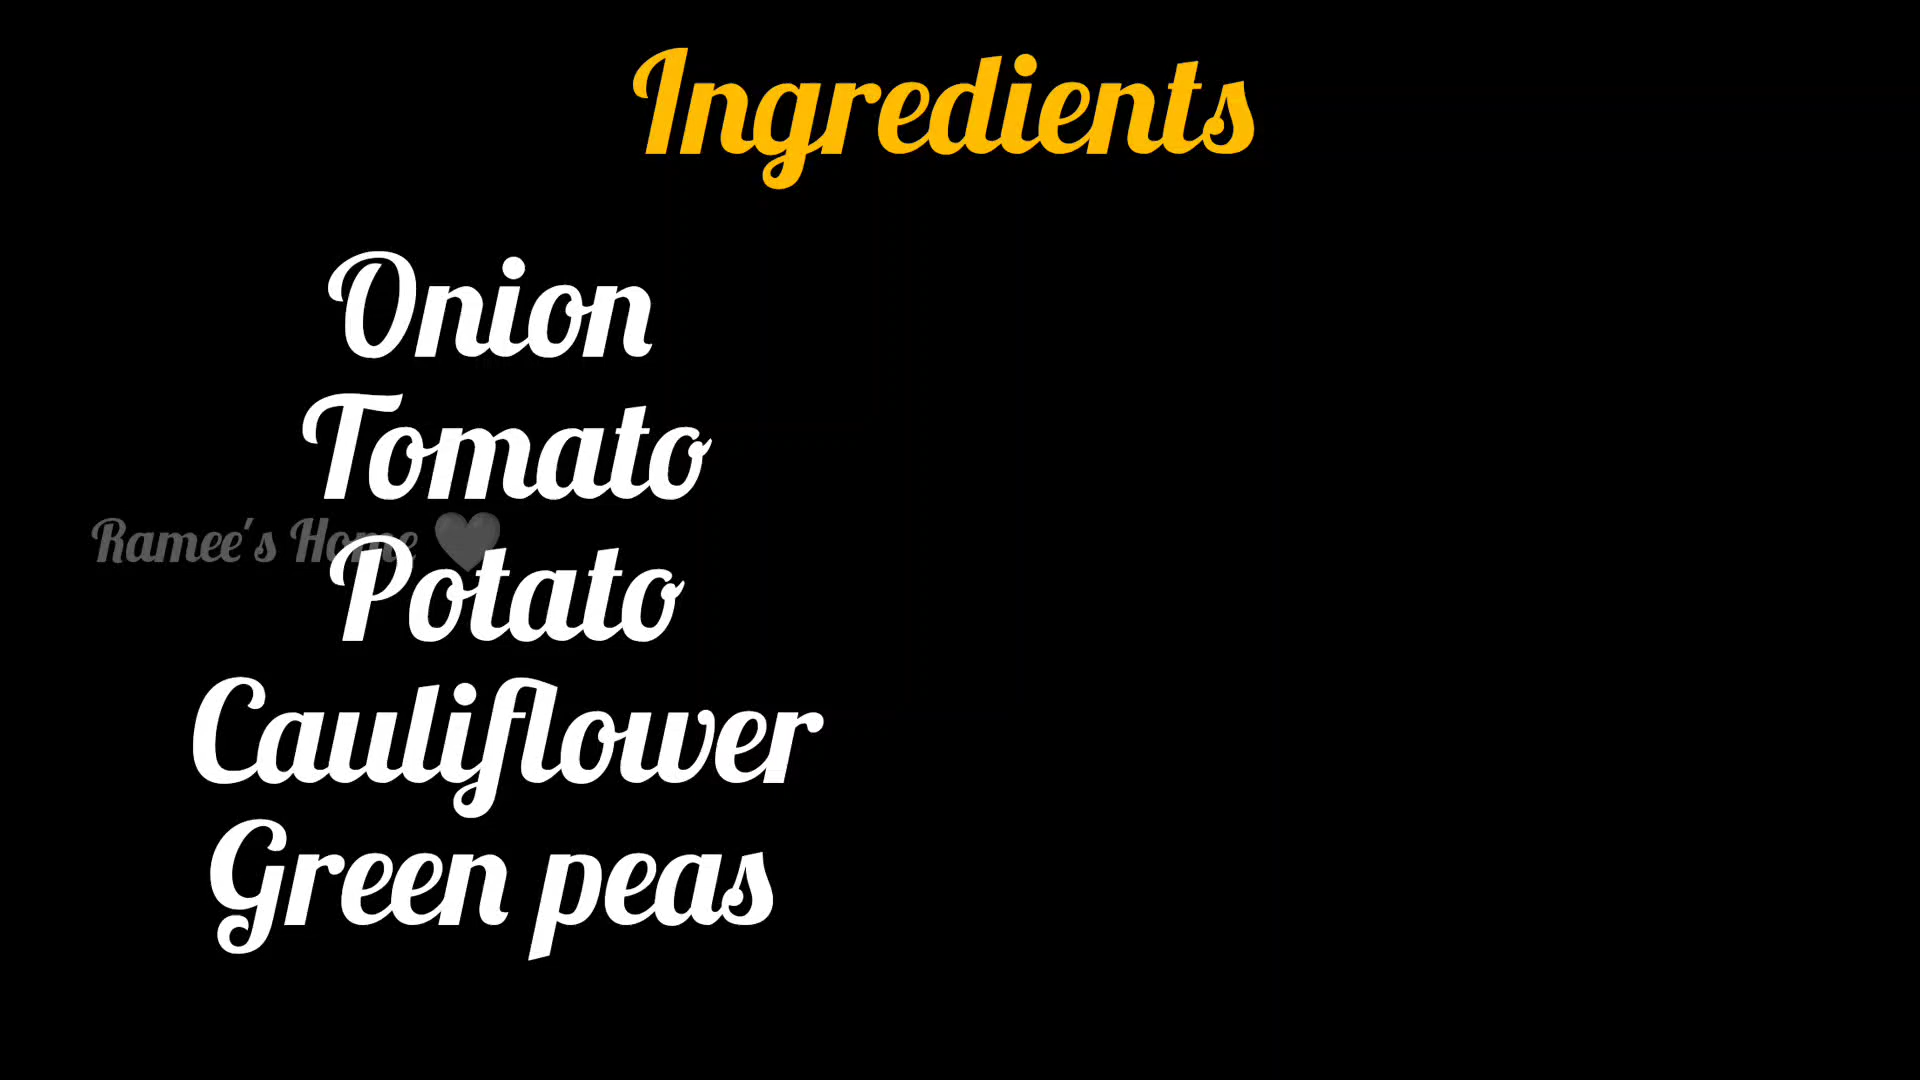 Ingredients
Onion
Tomato
Ramee's Home 🖤
Potato
Cauliflower
Green peas